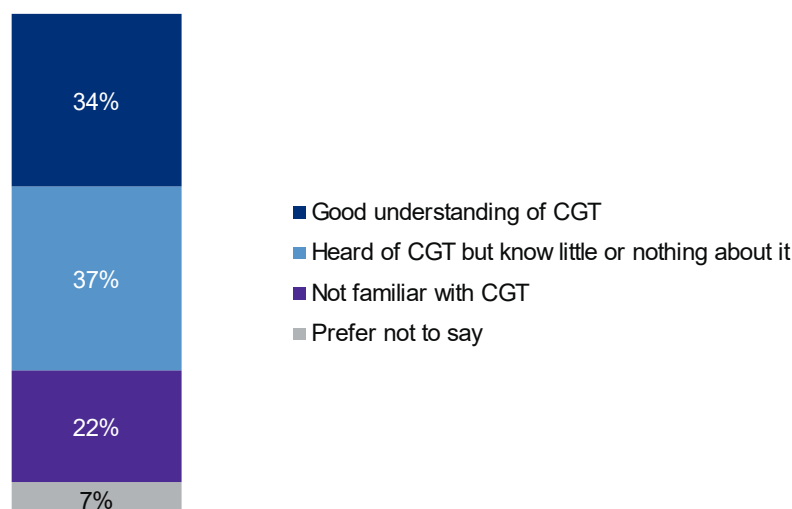 34%
37%
22%
7%
Good understanding of CGT
Heard of CGT but know little or nothing about it
Not familiar with CGT
Prefer not to say